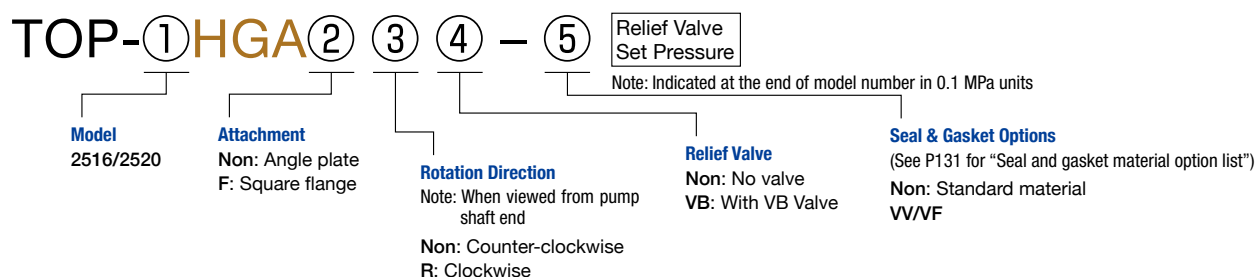 TOP-①HGA② ③ ④ – ⑤ Relief Valve
Set Pressure
Note: Indicated at the end of model number in 0.1 MPa units
Model
2516/2520
Attachment
Non: Angle plate
F: Square flange
Rotation Direction
Note: When viewed from pump
shaft end
Non: Counter-clockwise
R: Clockwise
Relief Valve
Non: No valve
VB: With VB Valve
Seal & Gasket Options
(See P131 for “Seal and gasket material option list”)
Non: Standard material
VV/VF